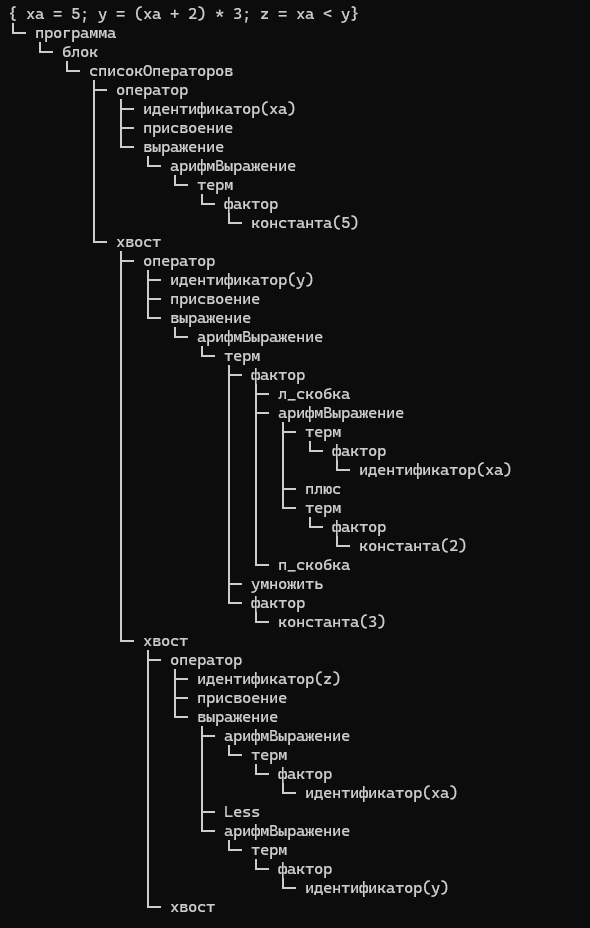 { xa = 5; y = (xa + 2) * 3; z = xa < y}
программа
блок
списокОператоров
оператор
идентификатор(xa)
присвоение
выражение
арифмВыражение
терм
фактор
константа(5)
хвост
оператор
идентификатор(y)
присвоение
выражение
арифмВыражение
терм
фактор
л_скобка
арифмВыражение
терм
фактор
идентификатор(xa)
плюс
терм
фактор
константа(2)
п_скобка
умножить
фактор
константа(3)
хвост
оператор
идентификатор(z)
присвоение
выражение
арифмВыражение
терм
фактор
идентификатор(xa)
Less
арифмВыражение
терм
фактор
идентификатор(y)
хвост